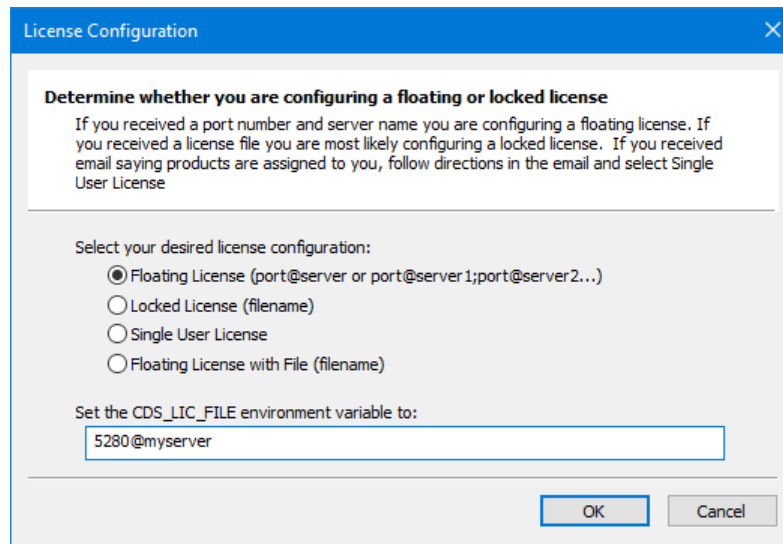 License Configuration
Determine whether you are configuring a floating or locked license
If you received a port number and server name you are configuring a floating license. If
you received a license file you are most likely configuring a locked license.  If you received
email saying products are assigned to you, follow directions in the email and select Single
User License
Select your desired license configuration:
Floating License (port@server or port@server1;port@server2...)
Locked License (filename)
Single User License
Floating License with File (filename)
Set the CDS_LIC_FILE environment variable to:
5280@myserver
OK Cancel